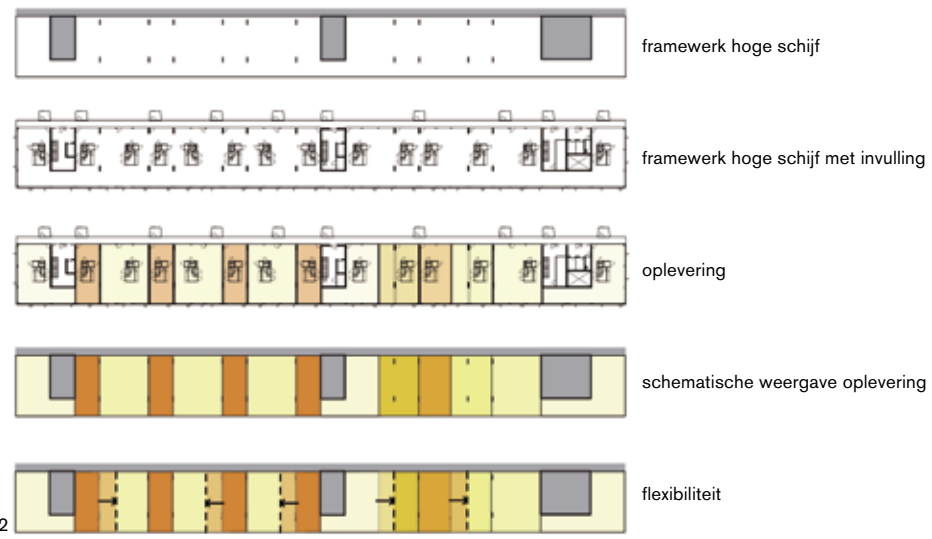 framewerk hoge schijf
framewerk hoge schijf met invulling
oplevering
schematische weergave oplevering
flexibiliteit
2